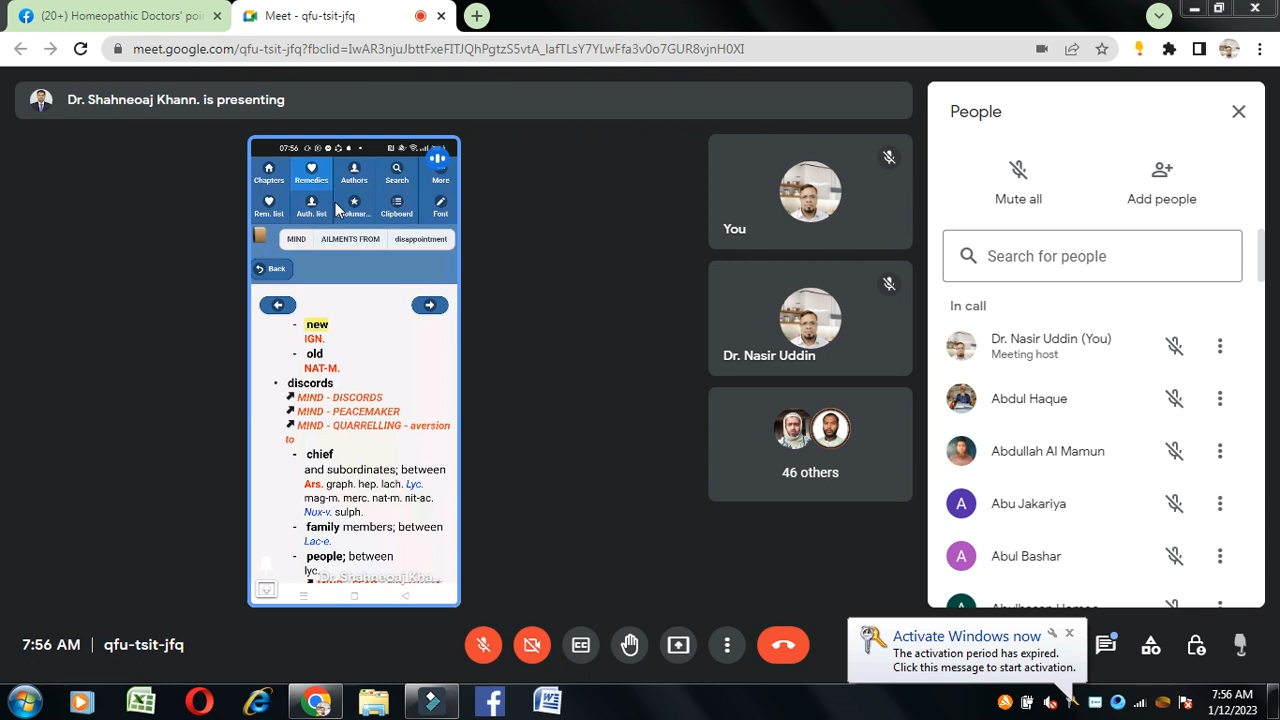 (20+) Homeopathic Doctors' poi
Meet - qfu-tsit-jfq
meet.google.com/qfu-tsit-jfq?fbclid=IwAR3njuJbttFxeFITJQhPgtzS5vtA_IafTLsY7YLwFfa3v0o7GUR8vjnH0XI
Dr. Shahneoaj Khann. is presenting
07:56
Chapters Remedies Authors Search More
Rem. list Auth. list ookmar... Clipboard Font
MIND AILMENTS FROM disappointment
Back
- new
IGN.
- old
NAT-M.
• discords
MIND - DISCORDS
MIND - PEACEMAKER
MIND - QUARRELLING - aversion
to
- chief
and subordinates; between
Ars. graph. hep. lach. Lyc.
mag-m. merc. nat-m. nit-ac.
Nux-v. sulph.
- family members; between
Lac-e.
- people; between
lyc.
Dr. Shahneoaj Kha...
You
Dr. Nasir Uddin
46 others
People
Mute all
Add people
Search for people
In call
Dr. Nasir Uddin (You)
Meeting host
Abdul Haque
Abdullah Al Mamun
A Abu Jakariya
A Abul Bashar
Activate Windows now
The activation period has expired.
Click this message to start activation.
7:56 AM | qfu-tsit-jfq
7:56 AM
1/12/2023